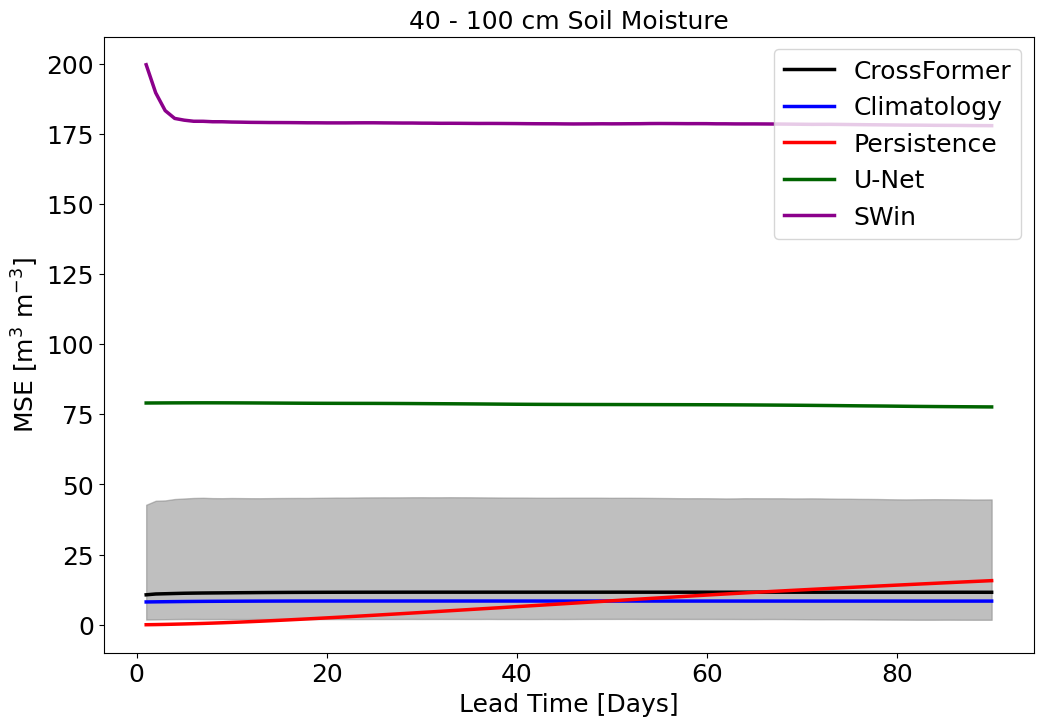 40 - 100 cm Soil Moisture
200
175
150
125
100
75
50
25
0
MSE [m³ m⁻³]
0 20 40 60 80
Lead Time [Days]
CrossFormer
Climatology
Persistence
U-Net
SWin